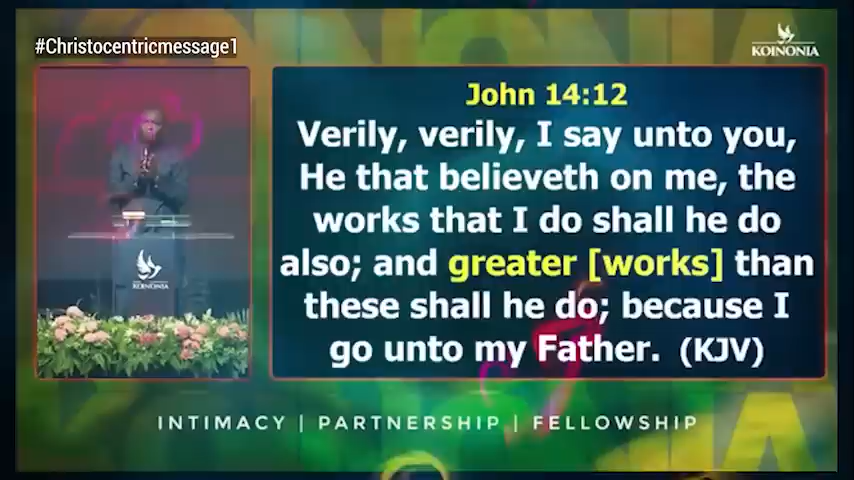 #Christocentricmessage1
KOINONIA
John 14:12
Verily, verily, I say unto you,
He that believeth on me, the
works that I do shall he do
also; and greater [works] than
these shall he do; because I
go unto my Father. (KJV)
KOINONIA
INTIMACY | PARTNERSHIP | FELLOWSHIP